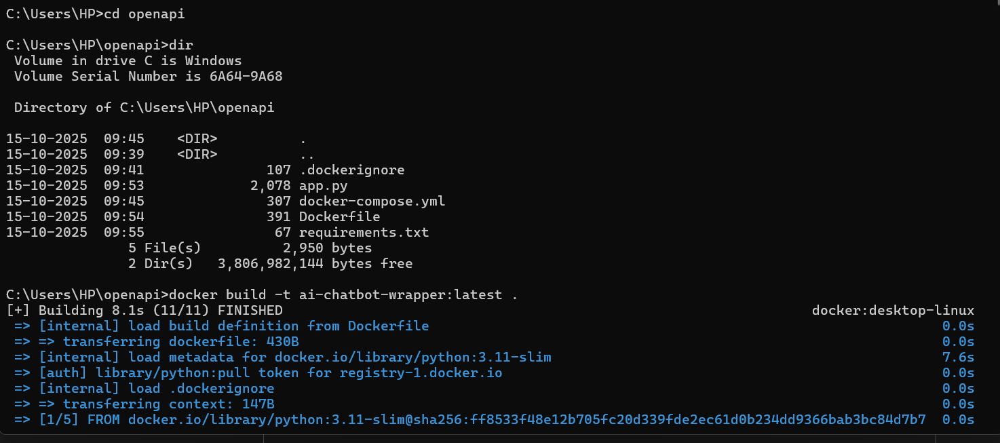 C:\Users\HP>cd openapi
C:\Users\HP\openapi>dir
 Volume in drive C is Windows
 Volume Serial Number is 6A64-9A68
 Directory of C:\Users\HP\openapi
15-10-2025  09:45    <DIR>          .
15-10-2025  09:39    <DIR>          ..
15-10-2025  09:41               107 .dockerignore
15-10-2025  09:53             2,078 app.py
15-10-2025  09:45               307 docker-compose.yml
15-10-2025  09:54               391 Dockerfile
15-10-2025  09:55                67 requirements.txt
               5 File(s)          2,950 bytes
               2 Dir(s)   3,806,982,144 bytes free
C:\Users\HP\openapi>docker build -t ai-chatbot-wrapper:latest .
[+] Building 8.1s (11/11) FINISHED                                                                 docker:desktop-linux
 => [internal] load build definition from Dockerfile                                                               0.0s
 => => transferring dockerfile: 430B                                                                               0.0s
 => [internal] load metadata for docker.io/library/python:3.11-slim                                                7.6s
 => [auth] library/python:pull token for registry-1.docker.io                                                      0.0s
 => [internal] load .dockerignore                                                                                  0.0s
 => => transferring context: 147B                                                                                  0.0s
 => [1/5] FROM docker.io/library/python:3.11-slim@sha256:ff8533f48e12b705fc20d339fde2ec61d0b234dd9366bab3bc84d7b7  0.0s